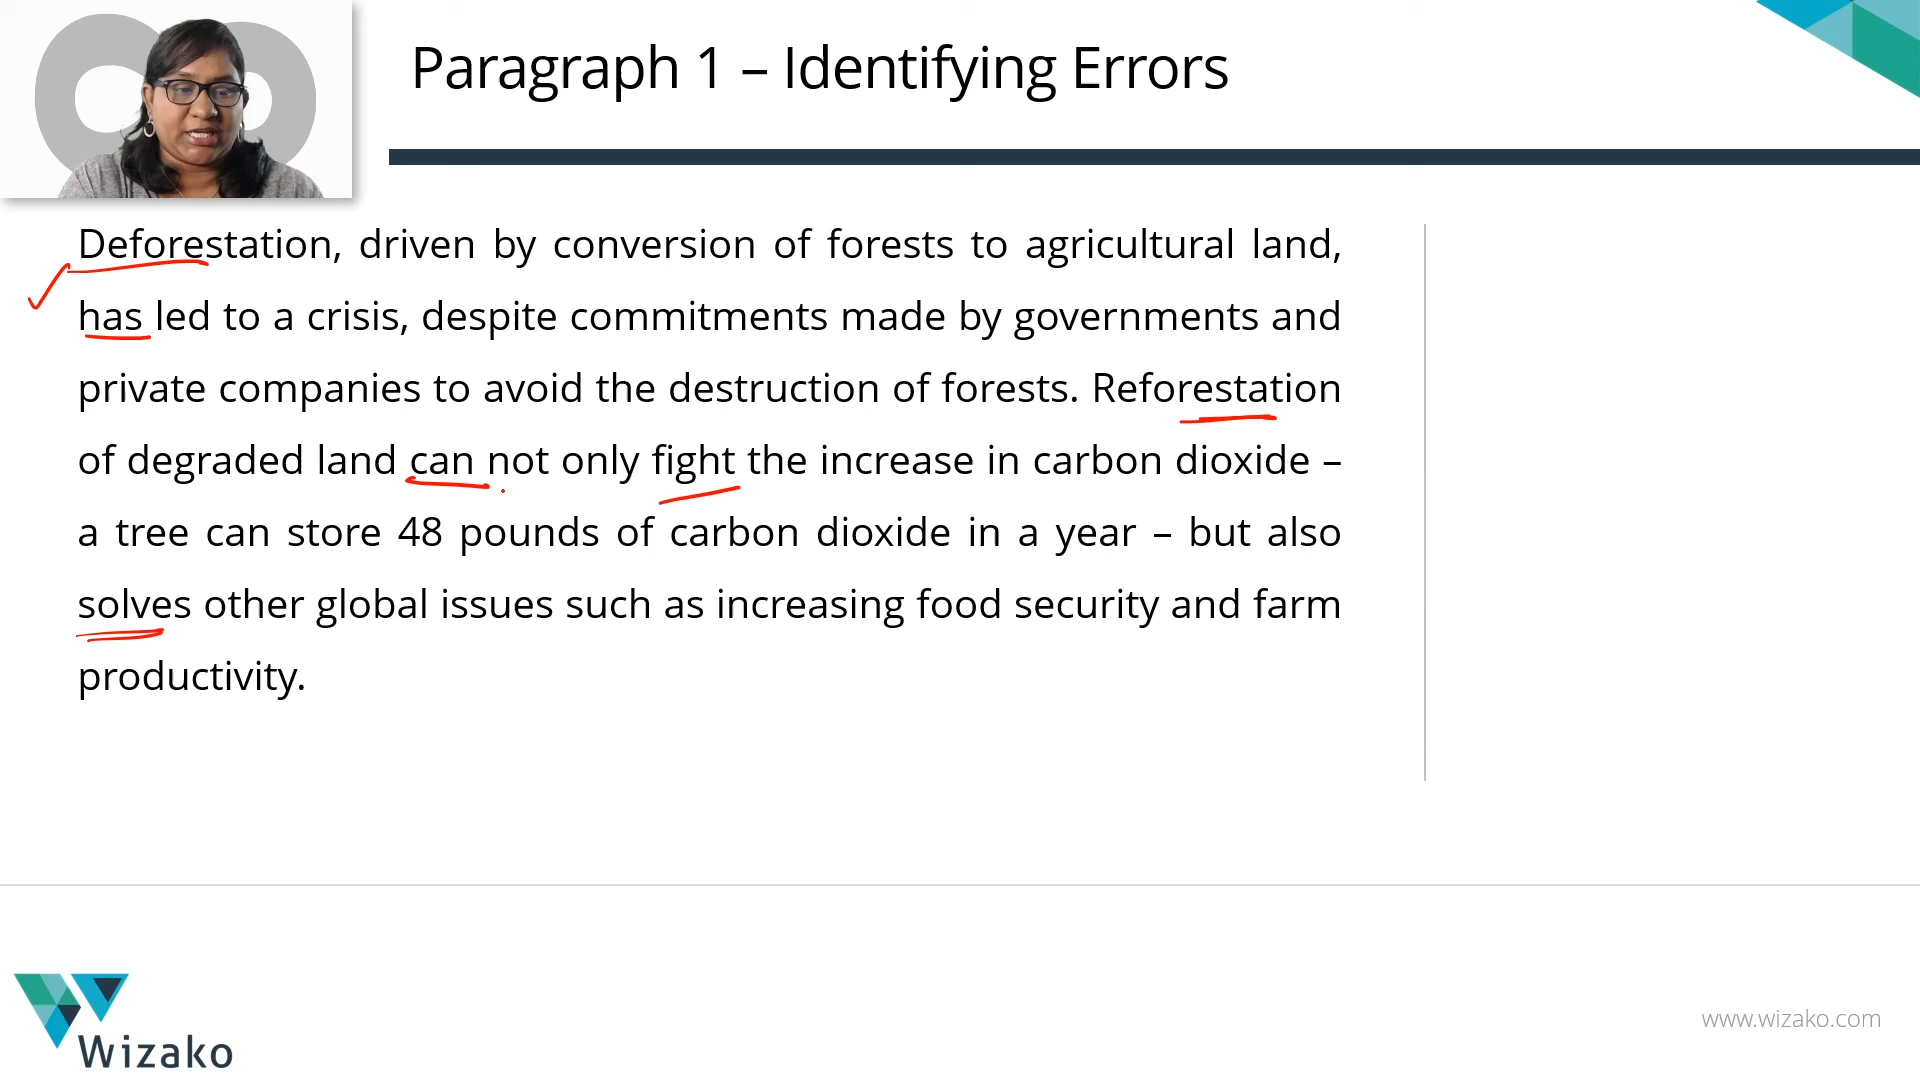 Paragraph 1 – Identifying Errors
Deforestation, driven by conversion of forests to agricultural land,
has led to a crisis, despite commitments made by governments and
private companies to avoid the destruction of forests. Reforestation
of degraded land can not only fight the increase in carbon dioxide –
a tree can store 48 pounds of carbon dioxide in a year – but also
solves other global issues such as increasing food security and farm
productivity.
Wizako
www.wizako.com